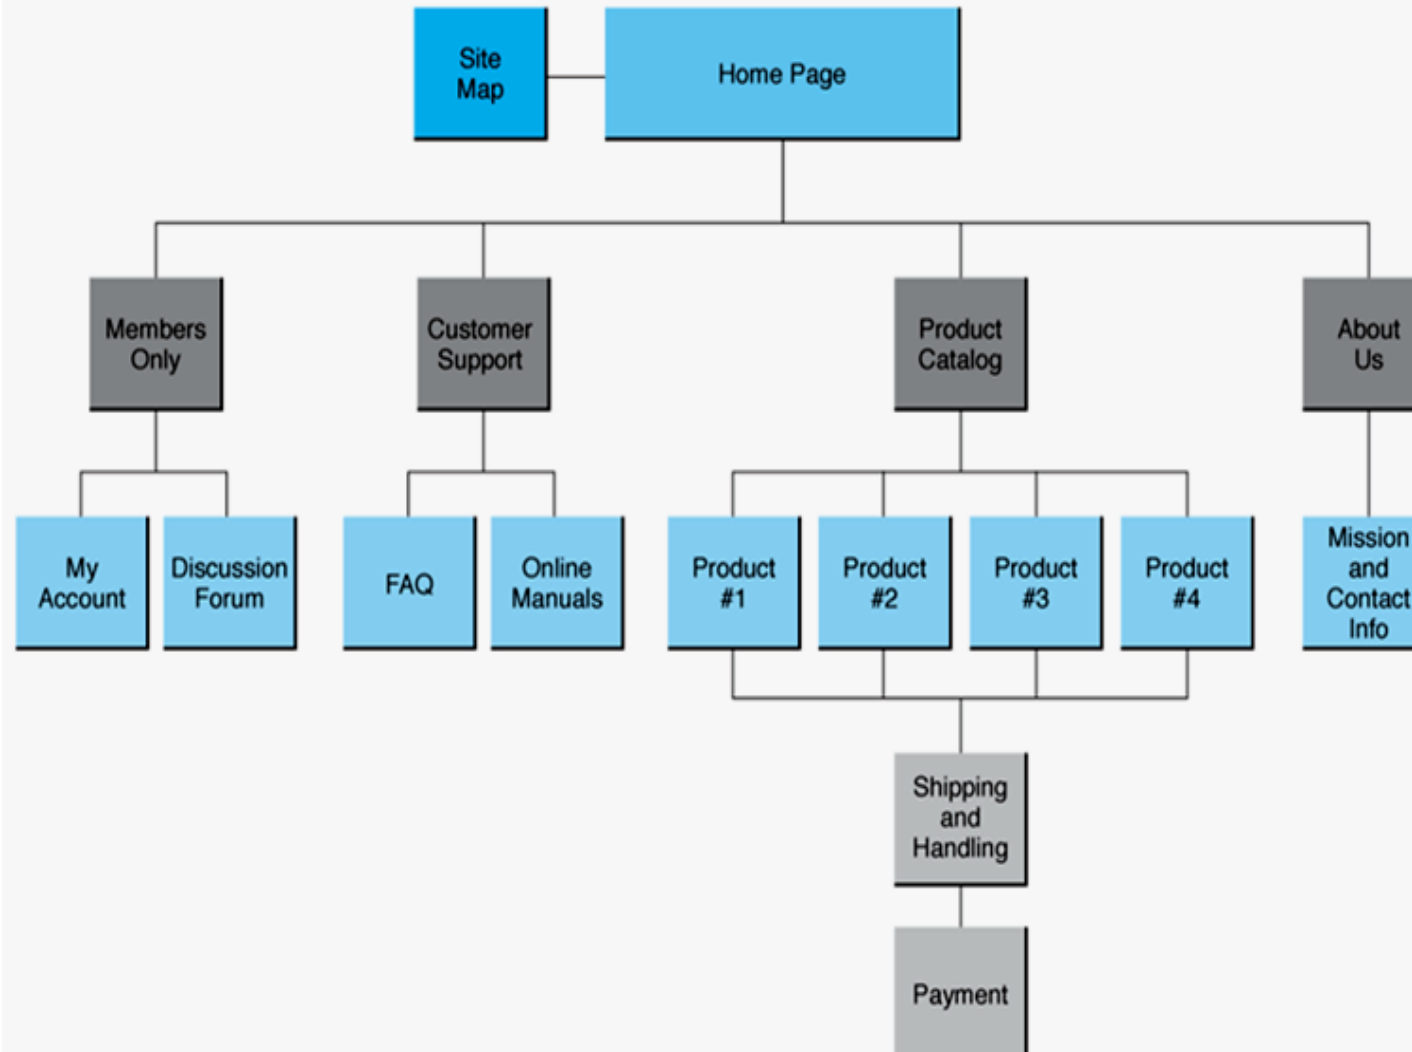 Site
Map
Home Page
Members
Only
Customer
Support
Product
Catalog
About
Us
My
Account
Discussion
Forum
FAQ
Online
Manuals
Product
#1
Product
#2
Product
#3
Product
#4
Mission
and
Contact
Info
Shipping
and
Handling
Payment